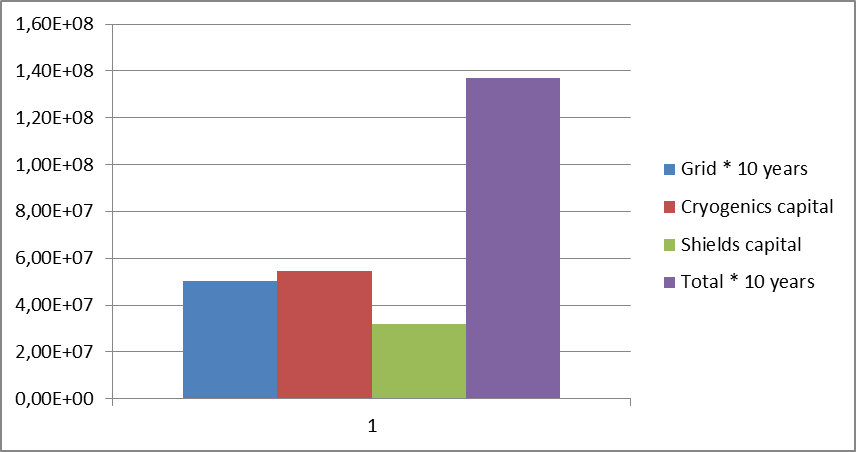 1,60E+08
1,40E+08
1,20E+08
1,00E+08
8,00E+07
6,00E+07
4,00E+07
2,00E+07
0,00E+00
1
Grid * 10 years
Cryogenics capital
Shields capital
Total * 10 years